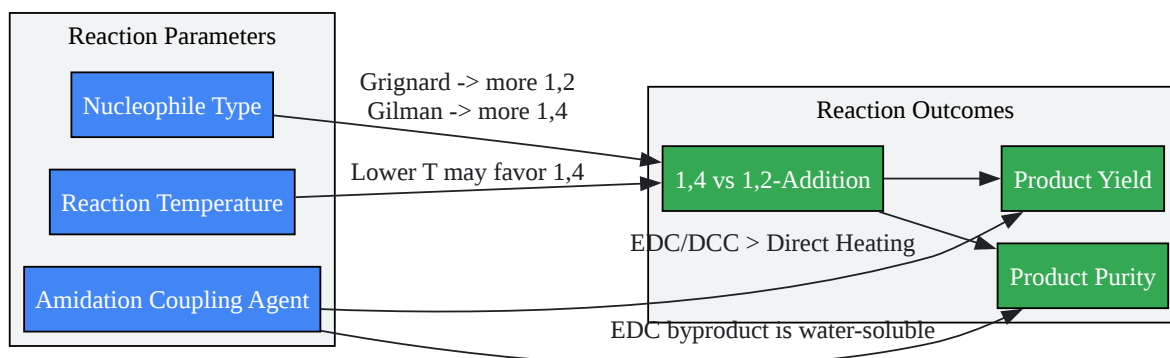 Reaction Parameters
Nucleophile Type
Reaction Temperature
Amidation Coupling Agent
Grignard -> more 1,2
Gilman -> more 1,4
Lower T may favor 1,4
EDC/DCC > Direct Heating
EDC byproduct is water-soluble
Reaction Outcomes
1,4 vs 1,2-Addition
Product Yield
Product Purity